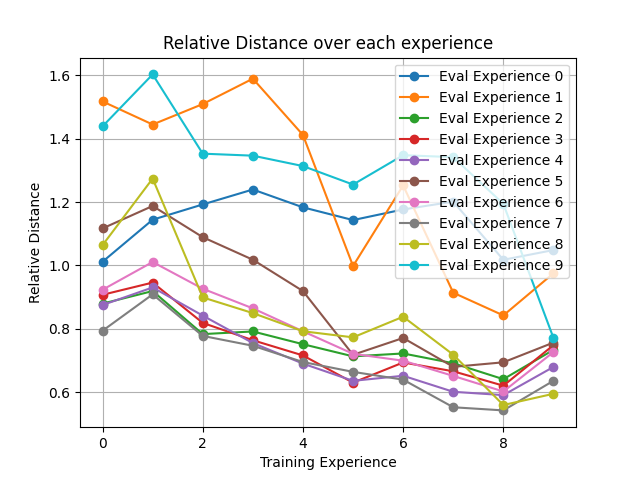 Relative Distance over each experience
Eval Experience 0
Eval Experience 1
Eval Experience 2
Eval Experience 3
Eval Experience 4
Eval Experience 5
Eval Experience 6
Eval Experience 7
Eval Experience 8
Eval Experience 9
Relative Distance
1.6
1.4
1.2
1.0
0.8
0.6
0 2 4 6 8
Training Experience